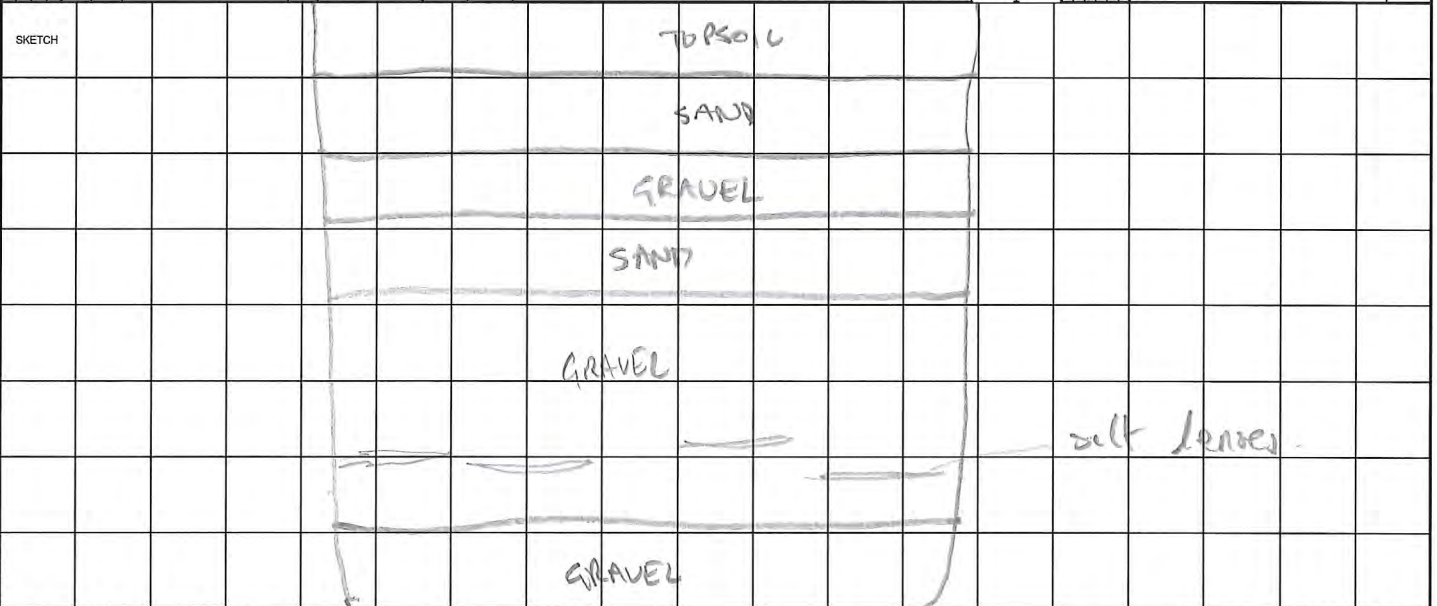 SKETCH
TOPSOIL
SAND
GRAVEL
SAND
GRAVEL
silt lenses
GRAVEL